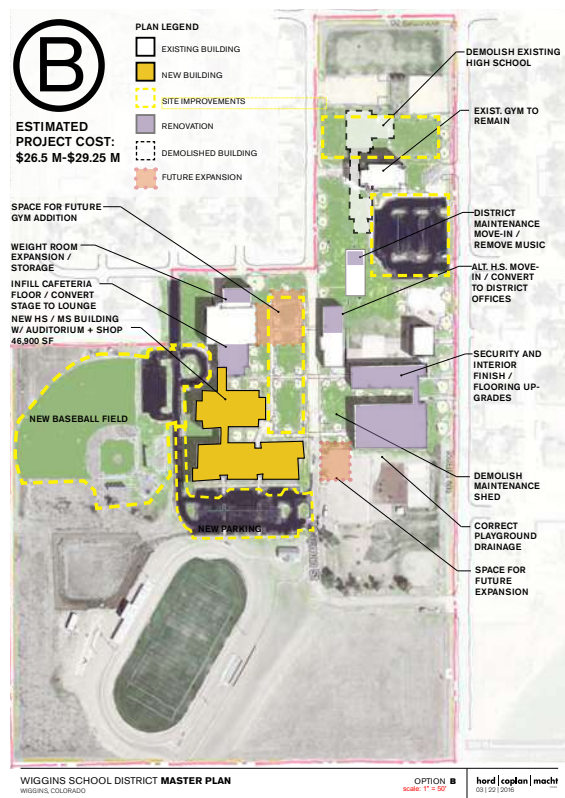 B
ESTIMATED
PROJECT COST:
$26.5 M-$29.25 M
PLAN LEGEND
EXISTING BUILDING
NEW BUILDING
SITE IMPROVEMENTS
RENOVATION
DEMOLISHED BUILDING
FUTURE EXPANSION
SPACE FOR FUTURE
GYM ADDITION
WEIGHT ROOM
EXPANSION /
STORAGE
INFILL CAFETERIA
FLOOR / CONVERT
STAGE TO LOUNGE
NEW HS / MS BUILDING
W/ AUDITORIUM + SHOP
46,900 SF
NEW BASEBALL FIELD
NEW PARKING
DEMOLISH EXISTING
HIGH SCHOOL
EXIST. GYM TO
REMAIN
DISTRICT
MAINTENANCE
MOVE-IN /
REMOVE MUSIC
ALT. H.S. MOVE-
IN / CONVERT
TO DISTRICT
OFFICES
SECURITY AND
INTERIOR
FINISH /
FLOORING UP-
GRADES
DEMOLISH
MAINTENANCE
SHED
CORRECT
PLAYGROUND
DRAINAGE
SPACE FOR
FUTURE
EXPANSION
WIGGINS SCHOOL DISTRICT MASTER PLAN
WIGGINS, COLORADO
OPTION B
scale: 1" = 50'
hord | coplan | macht
03 | 22 | 2016